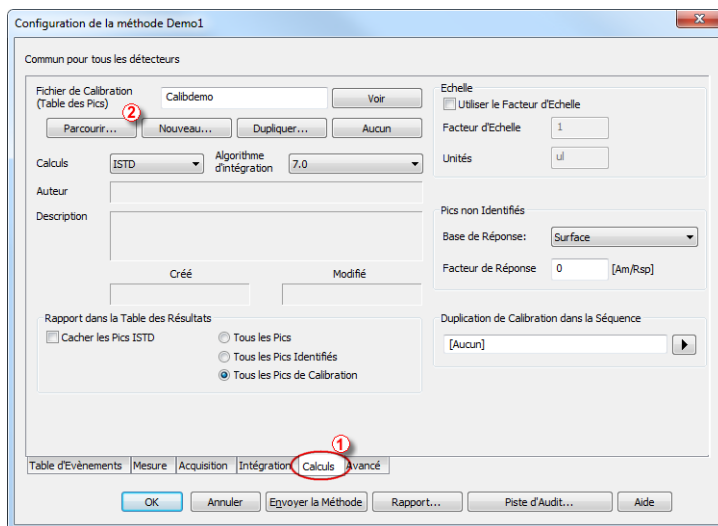 Configuration de la méthode Demo1
x
Commun pour tous les détecteurs
Fichier de Calibration
(Table des Pics)
Calibdemo
Voir
②
Parcourir...
Nouveau...
Dupliquer...
Aucun
Calculs
ISTD
Algorithme
d'intégration
7.0
Auteur
Description
Créé
Modifié
Rapport dans la Table des Résultats
Cacher les Pics ISTD
Tous les Pics
Tous les Pics Identifiés
Tous les Pics de Calibration
Echelle
Utiliser le Facteur d'Echelle
Facteur d'Echelle
1
Unités
ul
Pics non Identifiés
Base de Réponse:
Surface
Facteur de Réponse
0
[Am/Rsp]
Duplication de Calibration dans la Séquence
[Aucun]
①
Table d'Evènements
Mesure
Acquisition
Intégration
Calculs
Avancé
OK
Annuler
Envoyer la Méthode
Rapport...
Piste d'Audit...
Aide